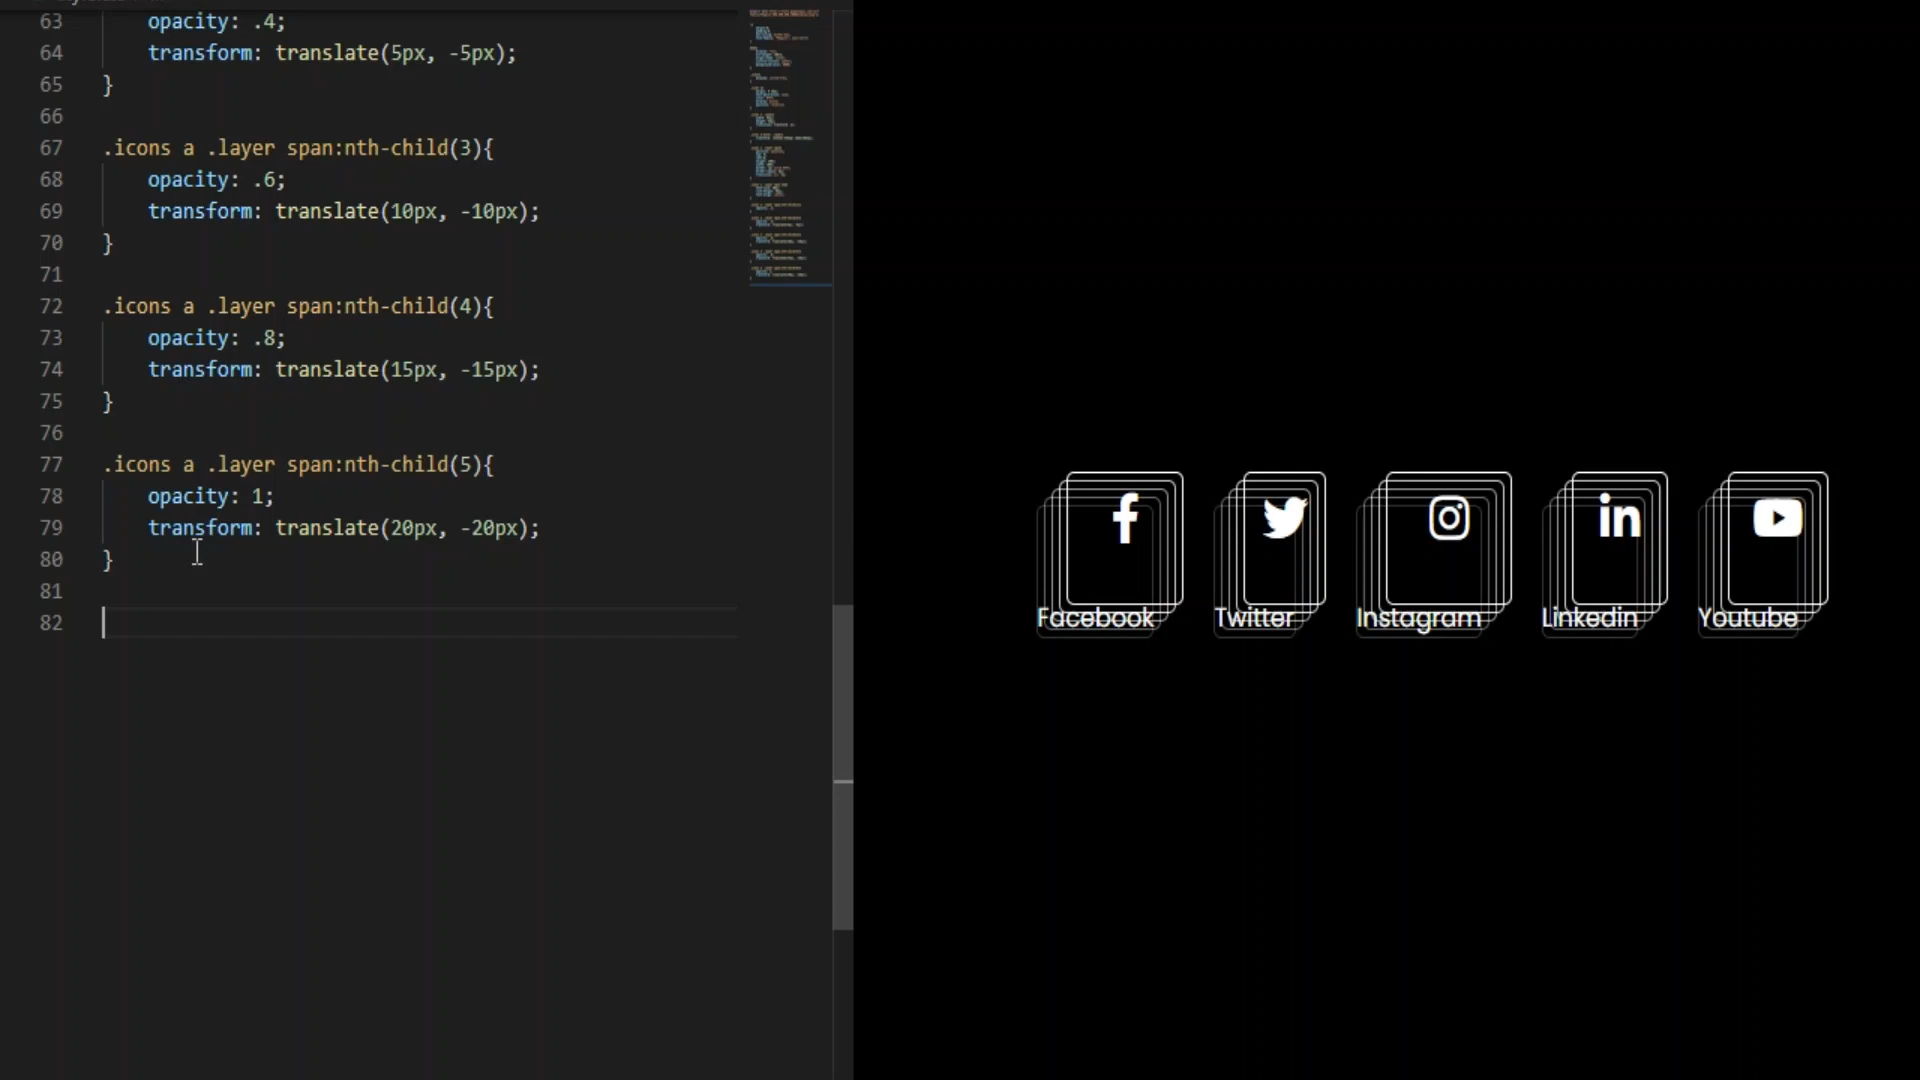 63 opacity: .4;
64 transform: translate(5px, -5px);
65 }
66
67 .icons a .layer span:nth-child(3){
68 opacity: .6;
69 transform: translate(10px, -10px);
70 }
71
72 .icons a .layer span:nth-child(4){
73 opacity: .8;
74 transform: translate(15px, -15px);
75 }
76
77 .icons a .layer span:nth-child(5){
78 opacity: 1;
79 transform: translate(20px, -20px);
80 }
81
82
Facebook Twitter Instagram Linkedin Youtube